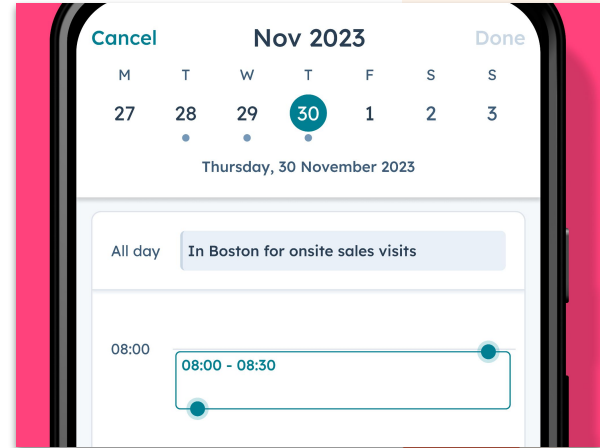 Cancel Nov 2023 Done
M T W T F S S
27 28 29 30 1 2 3
Thursday, 30 November 2023
All day In Boston for onsite sales visits
08:00
08:00 - 08:30